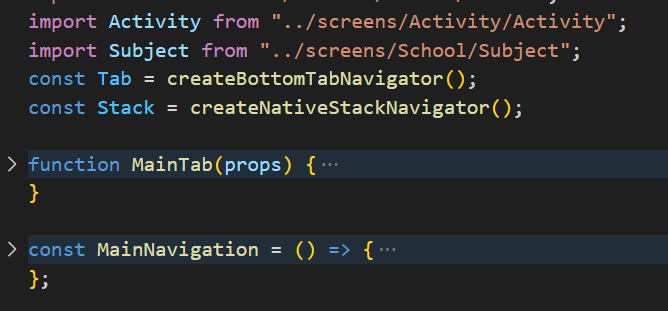 import Activity from "../screens/Activity/Activity";
import Subject from "../screens/School/Subject";
const Tab = createBottomTabNavigator();
const Stack = createNativeStackNavigator();
function MainTab(props) {···
}
const MainNavigation = () => {···
};